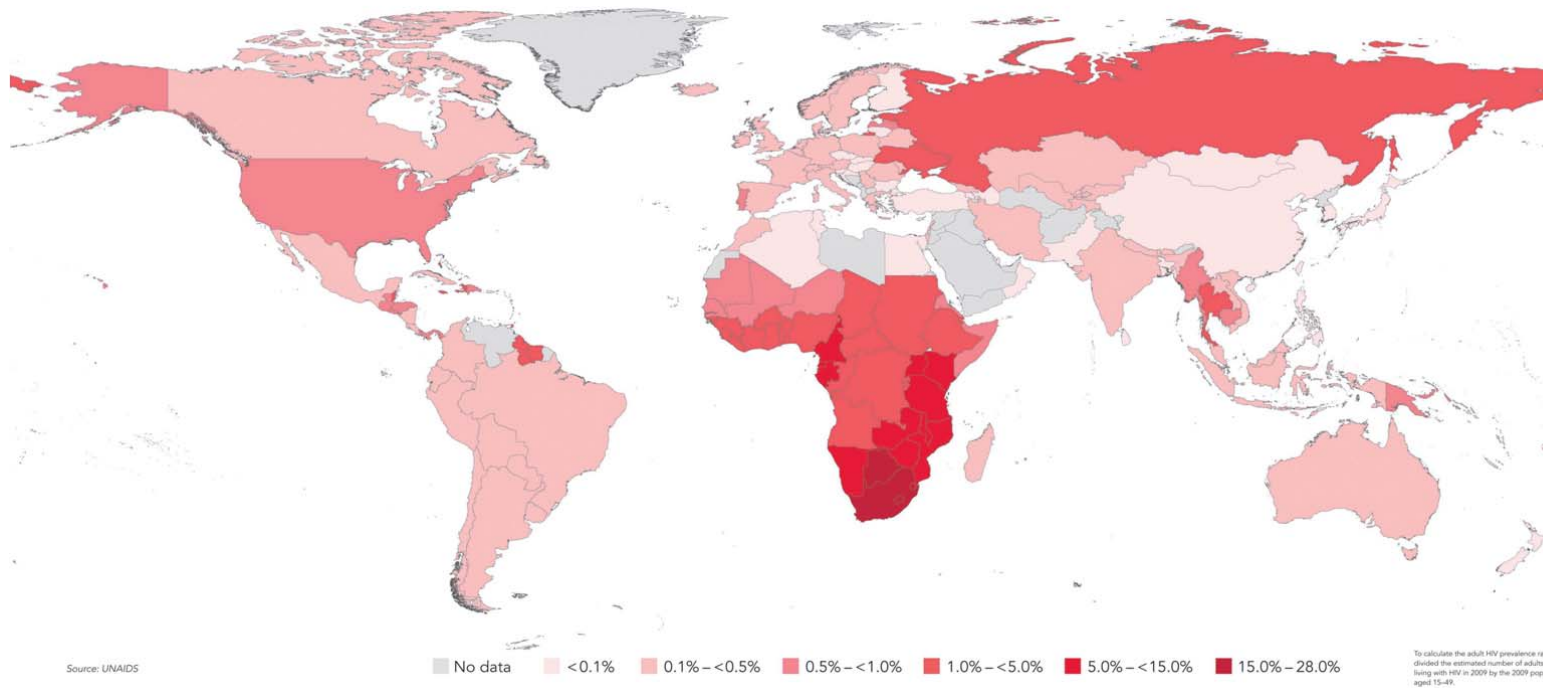 Source: UNAIDS
No data
<0.1%
0.1% – <0.5%
0.5% – <1.0%
1.0% – <5.0%
5.0% – <15.0%
15.0% – 28.0%
To calculate the adult HIV prevalence ra
divided the estimated number of adults
living with HIV in 2009 by the 2009 pop
aged 15–49.